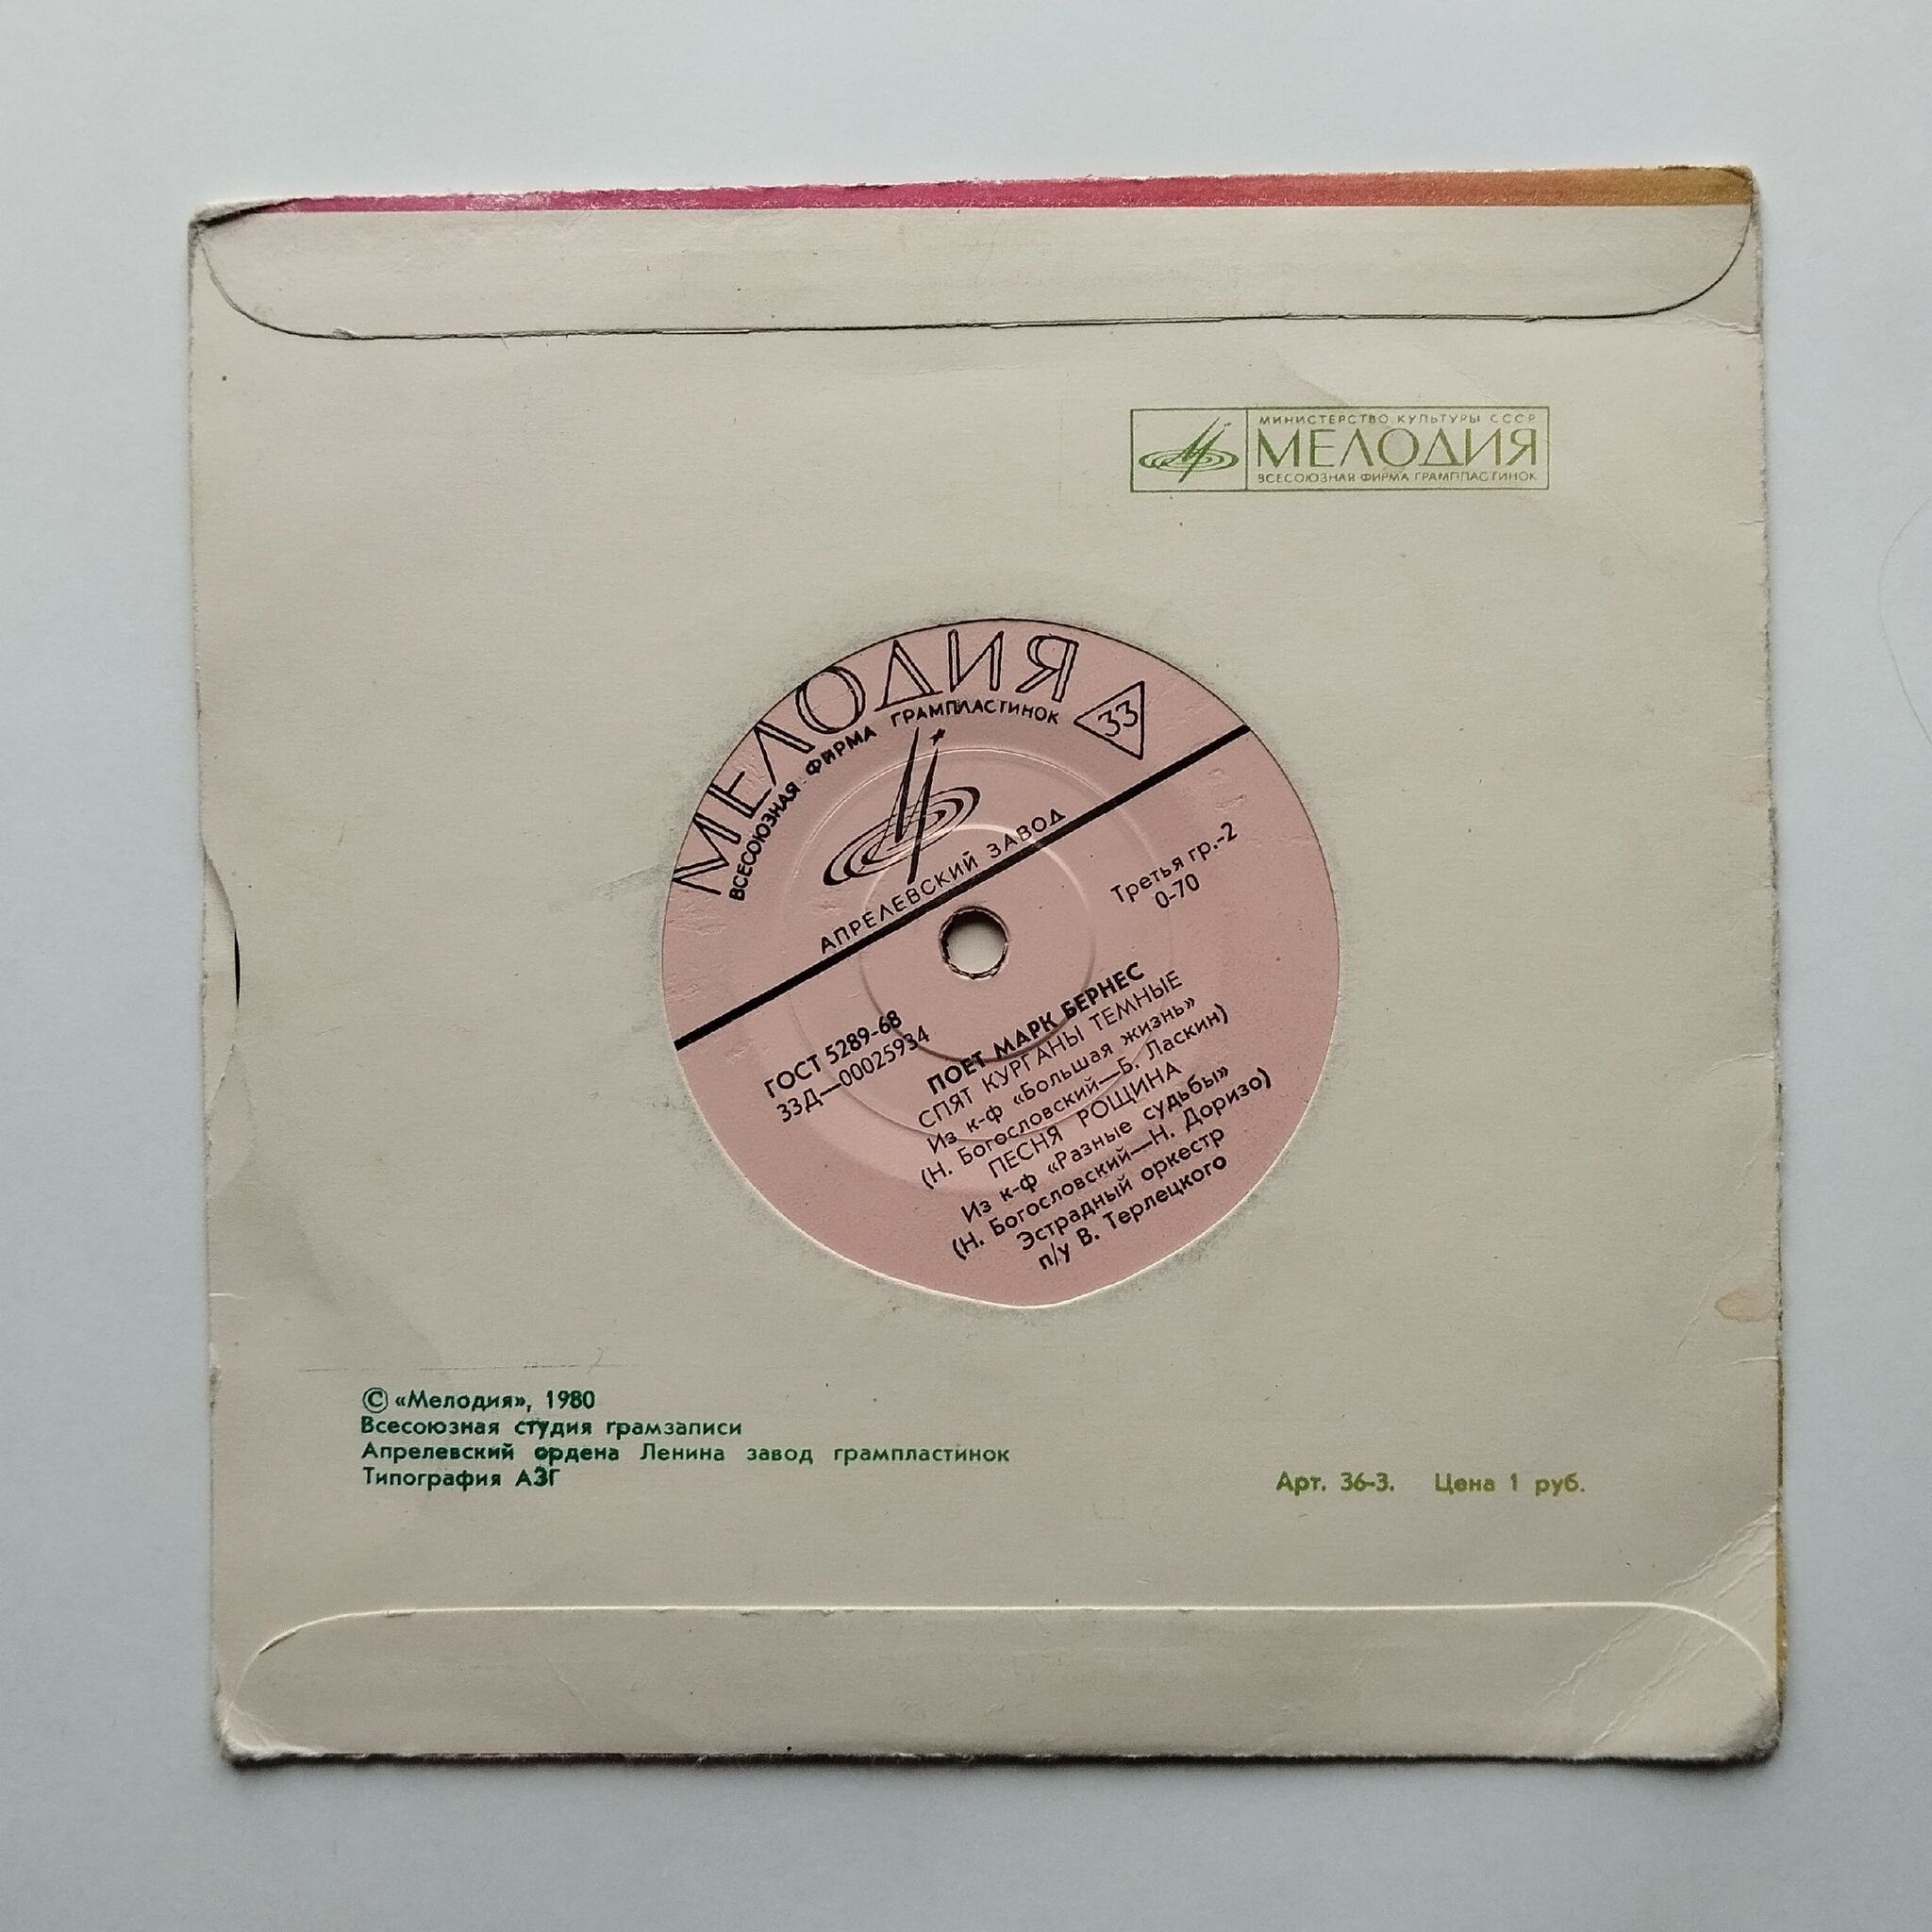 МИНИСТЕРСТВО КУЛЬТУРЫ СССР
МЕЛОДИЯ
ВСЕСОЮЗНАЯ ФИРМА ГРАМПЛАСТИНОК
МЕЛОДИЯ
ВСЕСОЮЗНАЯ ФИРМА ГРАМПЛАСТИНОК
33
АПРЕЛЕВСКИЙ ЗАВОД
Третья гр.-2
0-70
ГОСТ 5289-68
33Д—00025934
ПОЕТ МАРК БЕРНЕС
СПЯТ КУРГАНЫ ТЕМНЫЕ
Из к-ф «Большая жизнь»
(Н. Богословский—Б. Ласкин)
ПЕСНЯ РОЩИНА
Из к-ф «Разные судьбы»
(Н. Богословский—Н. Доризо)
Эстрадный оркестр
п/у В. Терлецкого
© «Мелодия», 1980
Всесоюзная студия грамзаписи
Апрелевский ордена Ленина завод грампластинок
Типография АЗГ
Арт. 36-3. Цена 1 руб.